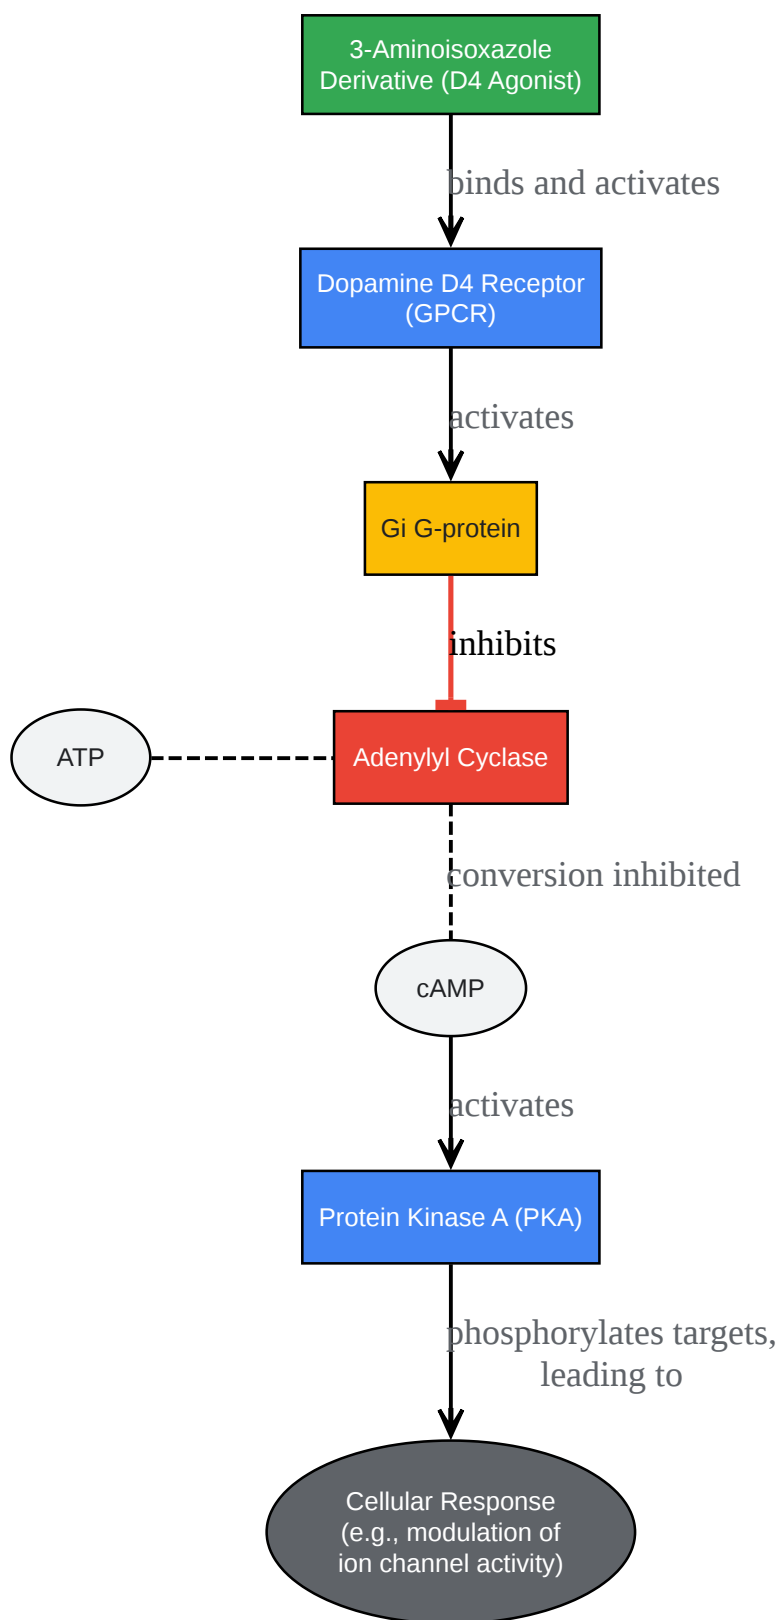 3-Aminoisoxazole
Derivative (D4 Agonist)
binds and activates
Dopamine D4 Receptor
(GPCR)
activates
Gi G-protein
inhibits
ATP
Adenylyl Cyclase
conversion inhibited
cAMP
activates
Protein Kinase A (PKA)
phosphorylates targets,
leading to
Cellular Response
(e.g., modulation of
ion channel activity)